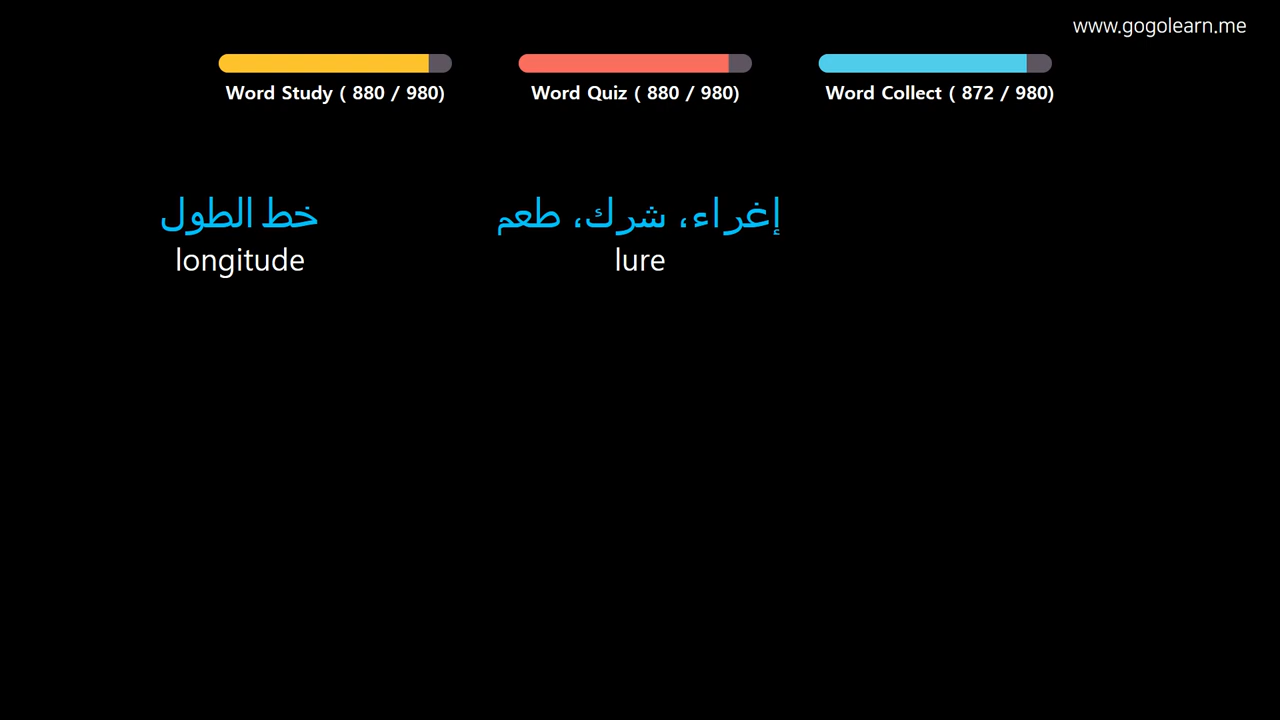 www.gogolearn.me
Word Study ( 880 / 980)
Word Quiz ( 880 / 980)
Word Collect ( 872 / 980)
خط الطول
longitude
إغراء، شرك، طعم
lure